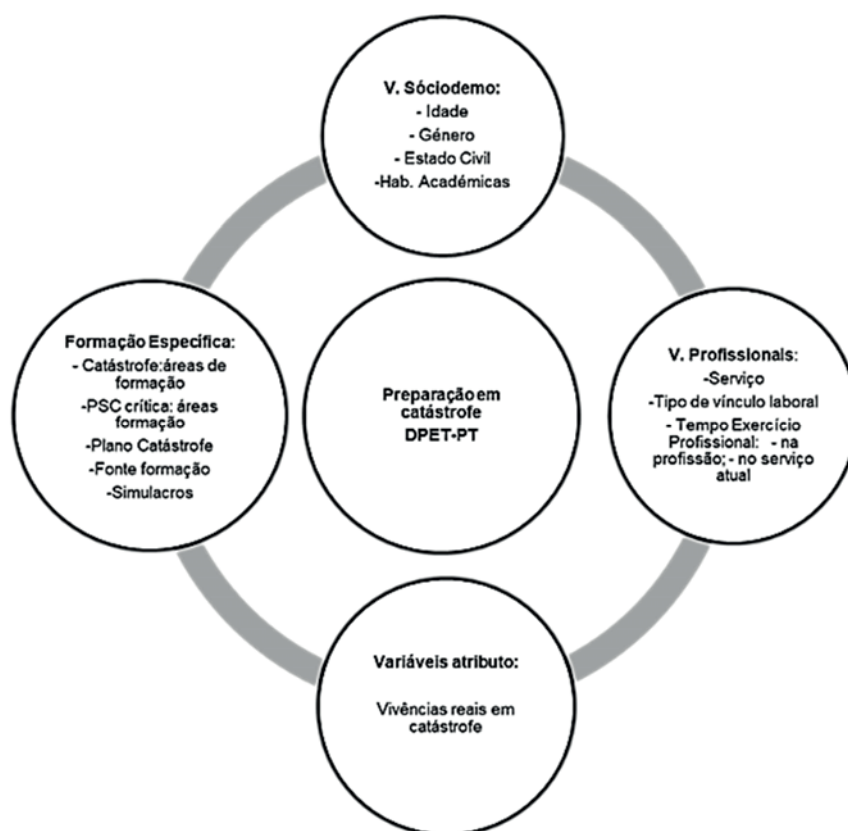 V. Sóciodemo:
- Idade
- Género
- Estado Civil
-Hab. Académicas
Formação Específica:
- Catástrofe:áreas de
formação
-PSC crítica: áreas
formação
-Plano Catástrofe
-Fonte formação
-Simulacros
Preparação em
catástrofe
DPET-PT
V. Profissionais:
-Serviço
-Tipo de vínculo laboral
- Tempo Exercício
Profissional: - na
profissão; - no serviço
atual
Variáveis atributo:
Vivências reais em
catástrofe